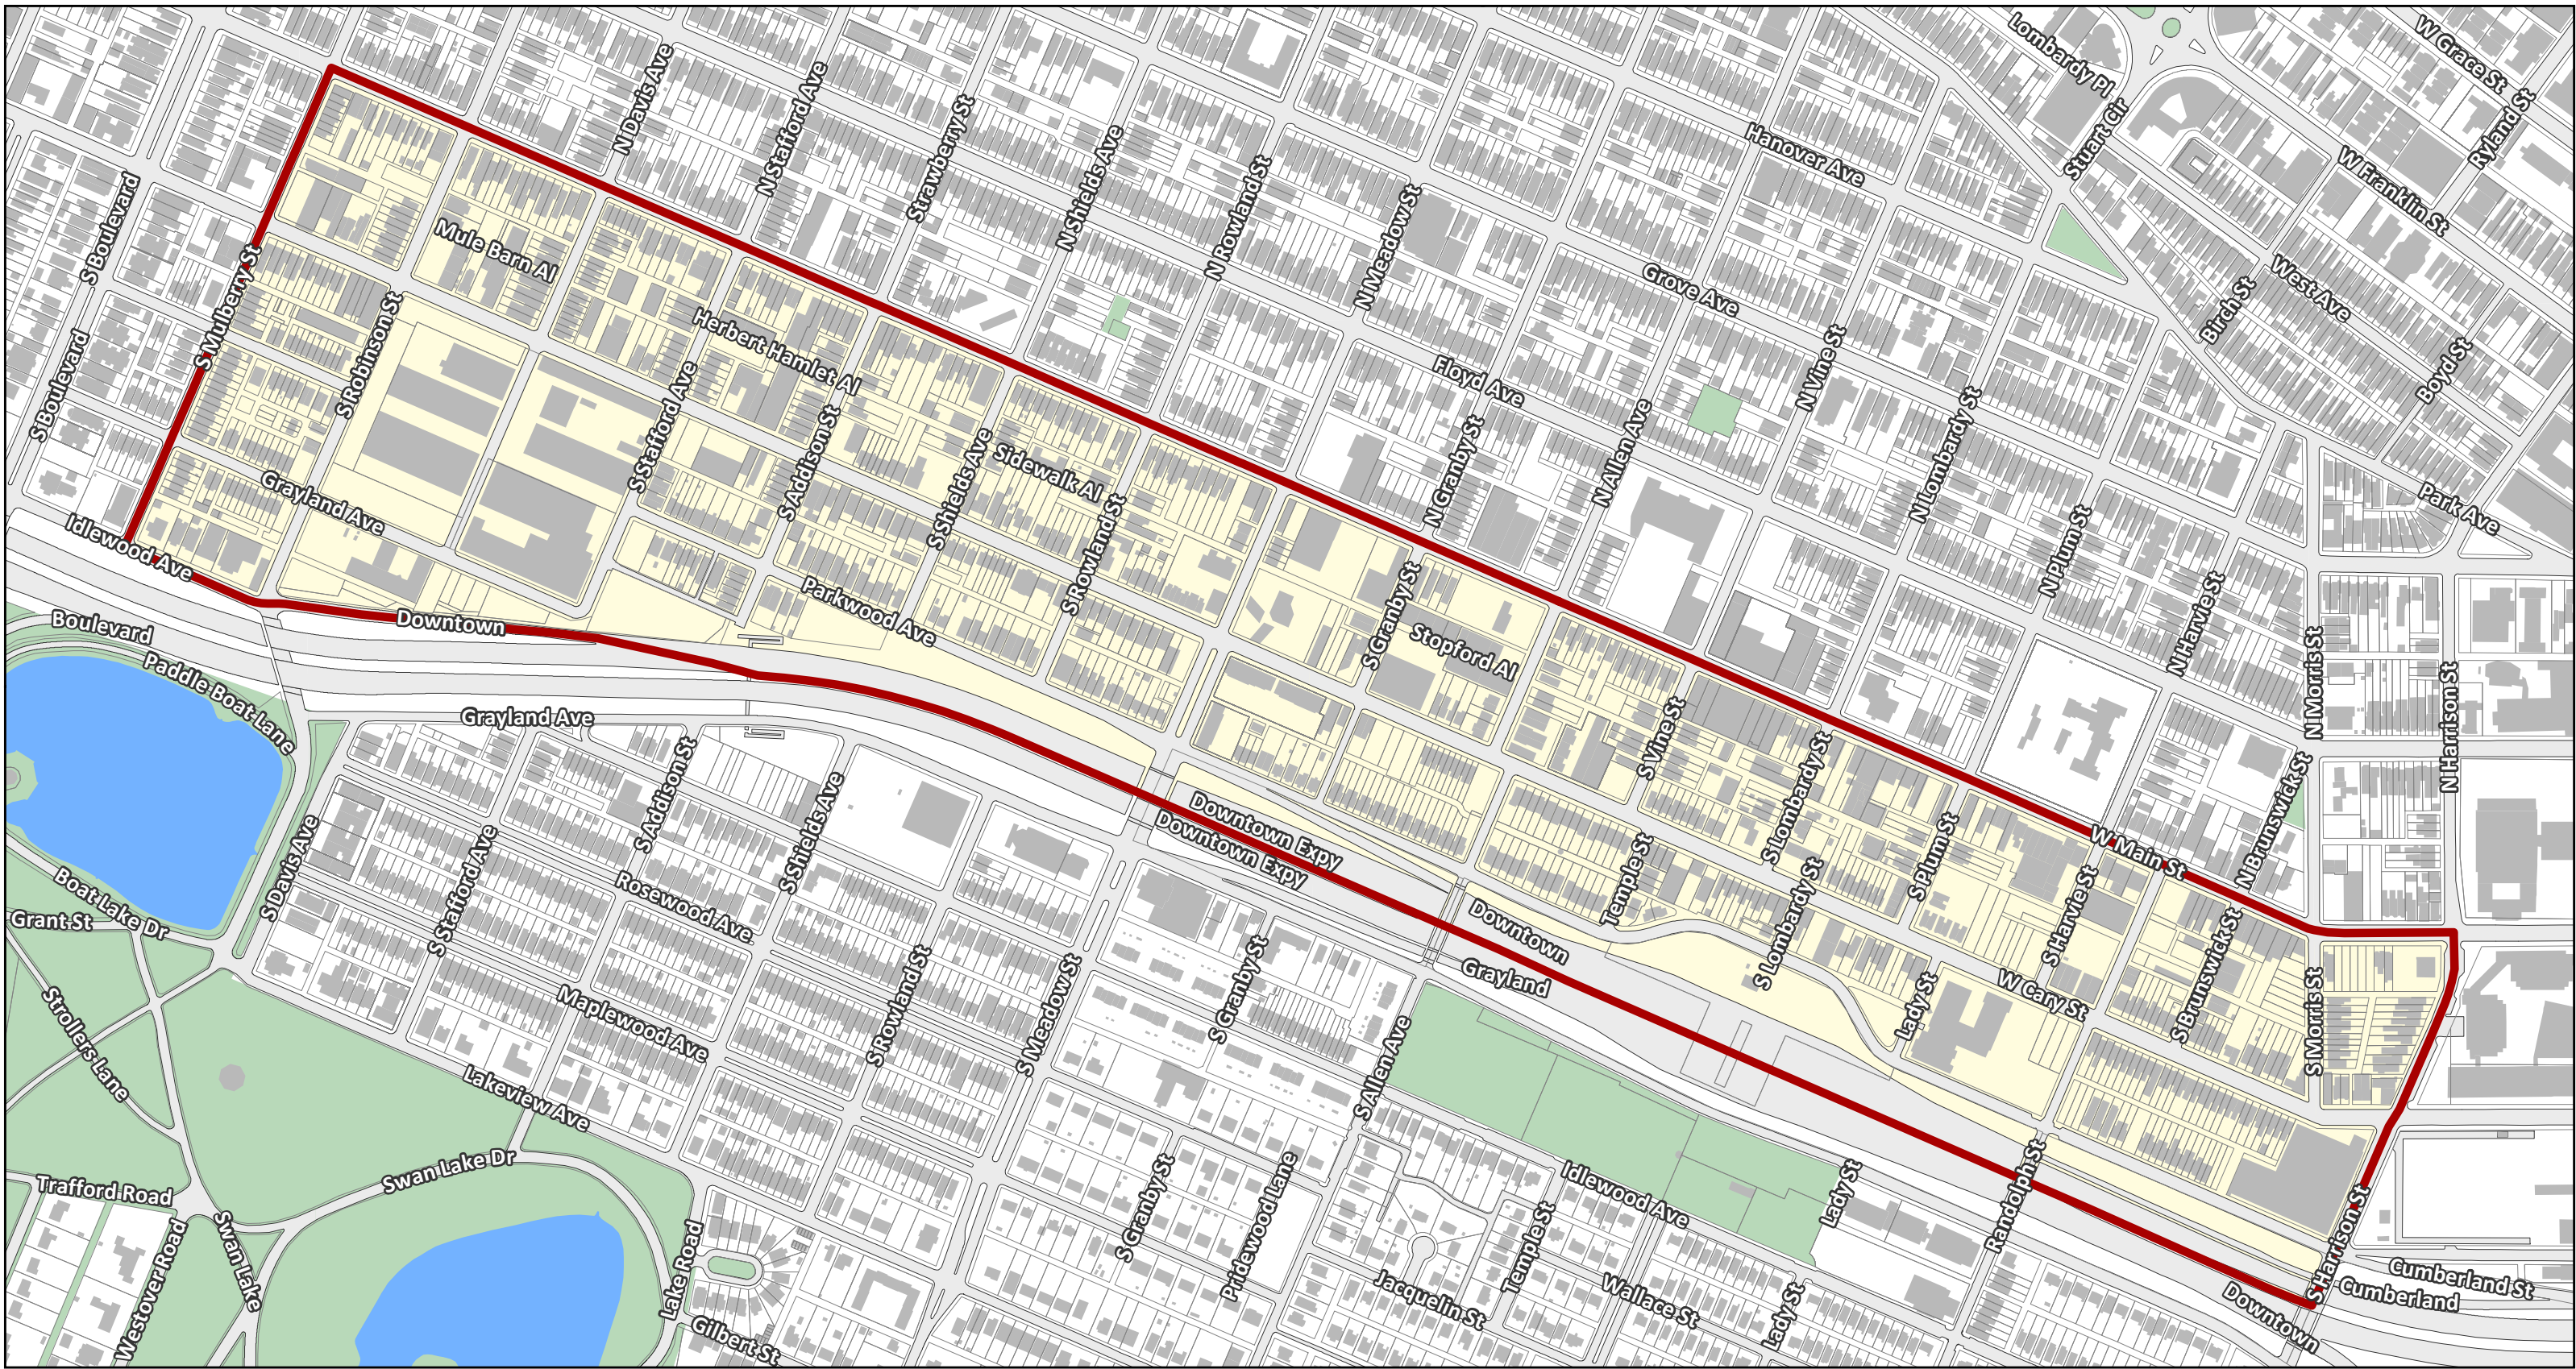 Lombardy Pl
W Grace St
Ryland St
Stuart Cir
N Davis Ave
N Stafford Ave
Strawberry St
N Shields Ave
Hanover Ave
W Franklin St
N Rowland St
N Meadow St
S Boulevard
Mule Barn Al
S Mulberry St
Grove Ave
West Ave
Birch St
Herbert Hamlet Al
S Robinson St
S Boulevard
Floyd Ave
N Vine St
Boyd St
S Stafford Ave
S Addison St
Sidewalk Al
S Shields Ave
N Granby St
N Allen Ave
N Lombardy St
Park Ave
Grayland Ave
S Rowland St
N Plum St
Idlewood Ave
Parkwood Ave
S Granby St
Stopford Al
N Harvie St
N Morris St
N Harrison St
Boulevard
Downtown
Paddle Boat Lane
Grayland Ave
S Vine St
S Addison St
S Shields Ave
Downtown Expy
Downtown Expy
S Lombardy St
S Plum St
W Main St
N Brunswick St
S Davis Ave
Boat Lake Dr
Grant St
S Stafford Ave
Rosewood Ave
Temple St
S Lombardy St
Downtown
Grayland
S Harvie St
S Brunswick St
W Cary St
Lady St
S Morris St
Strollers Lane
Maplewood Ave
S Rowland St
S Meadow St
S Granby St
S Allen Ave
Lakeview Ave
Swan Lake Dr
Trafford Road
Swan Lake
Westover Road
Lake Road
Gilbert St
S Granby St
Pridewood Lane
Jacquelin St
Temple St
Idlewood Ave
Wallace St
Lady St
Lady St
Randolph St
S Harrison St
Cumberland St
Cumberland
Downtown